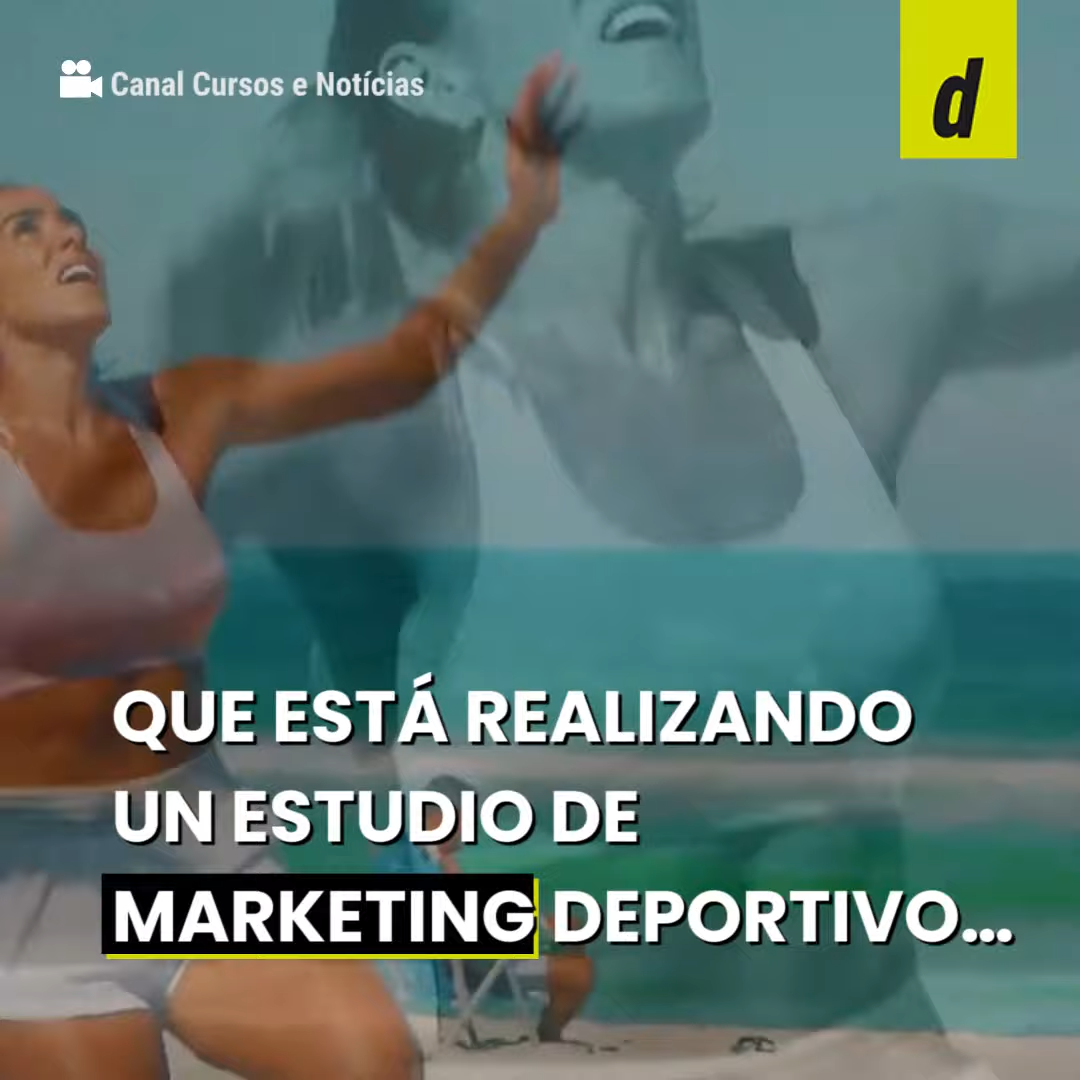 Canal Cursos e Notícias
d
QUE ESTÁ REALIZANDO
UN ESTUDIO DE
MARKETING DEPORTIVO...